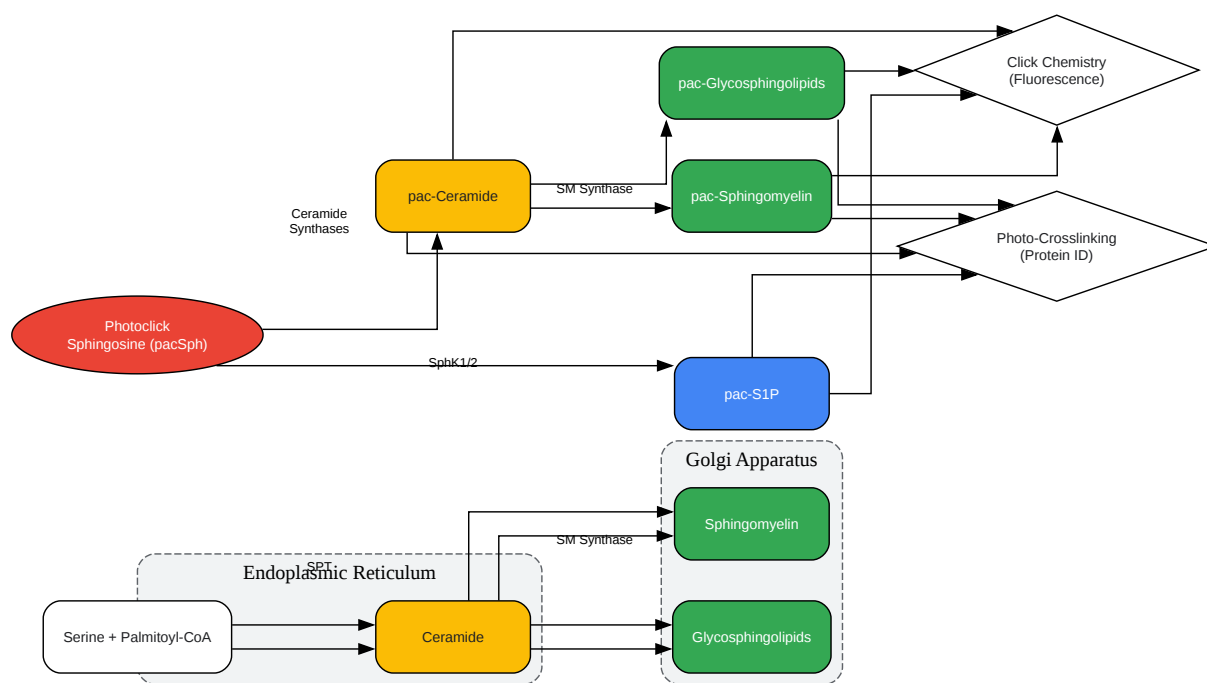 Click Chemistry
(Fluorescence)
pac-Glycosphingolipids
pac-Ceramide
SM Synthase
pac-Sphingomyelin
Ceramide
Synthases
Photo-Crosslinking
(Protein ID)
Photoclick
Sphingosine (pacSph)
SphK1/2
pac-S1P
Golgi Apparatus
Sphingomyelin
SM Synthase
SPT
Endoplasmic Reticulum
Serine + Palmitoyl-CoA
Ceramide
Glycosphingolipids